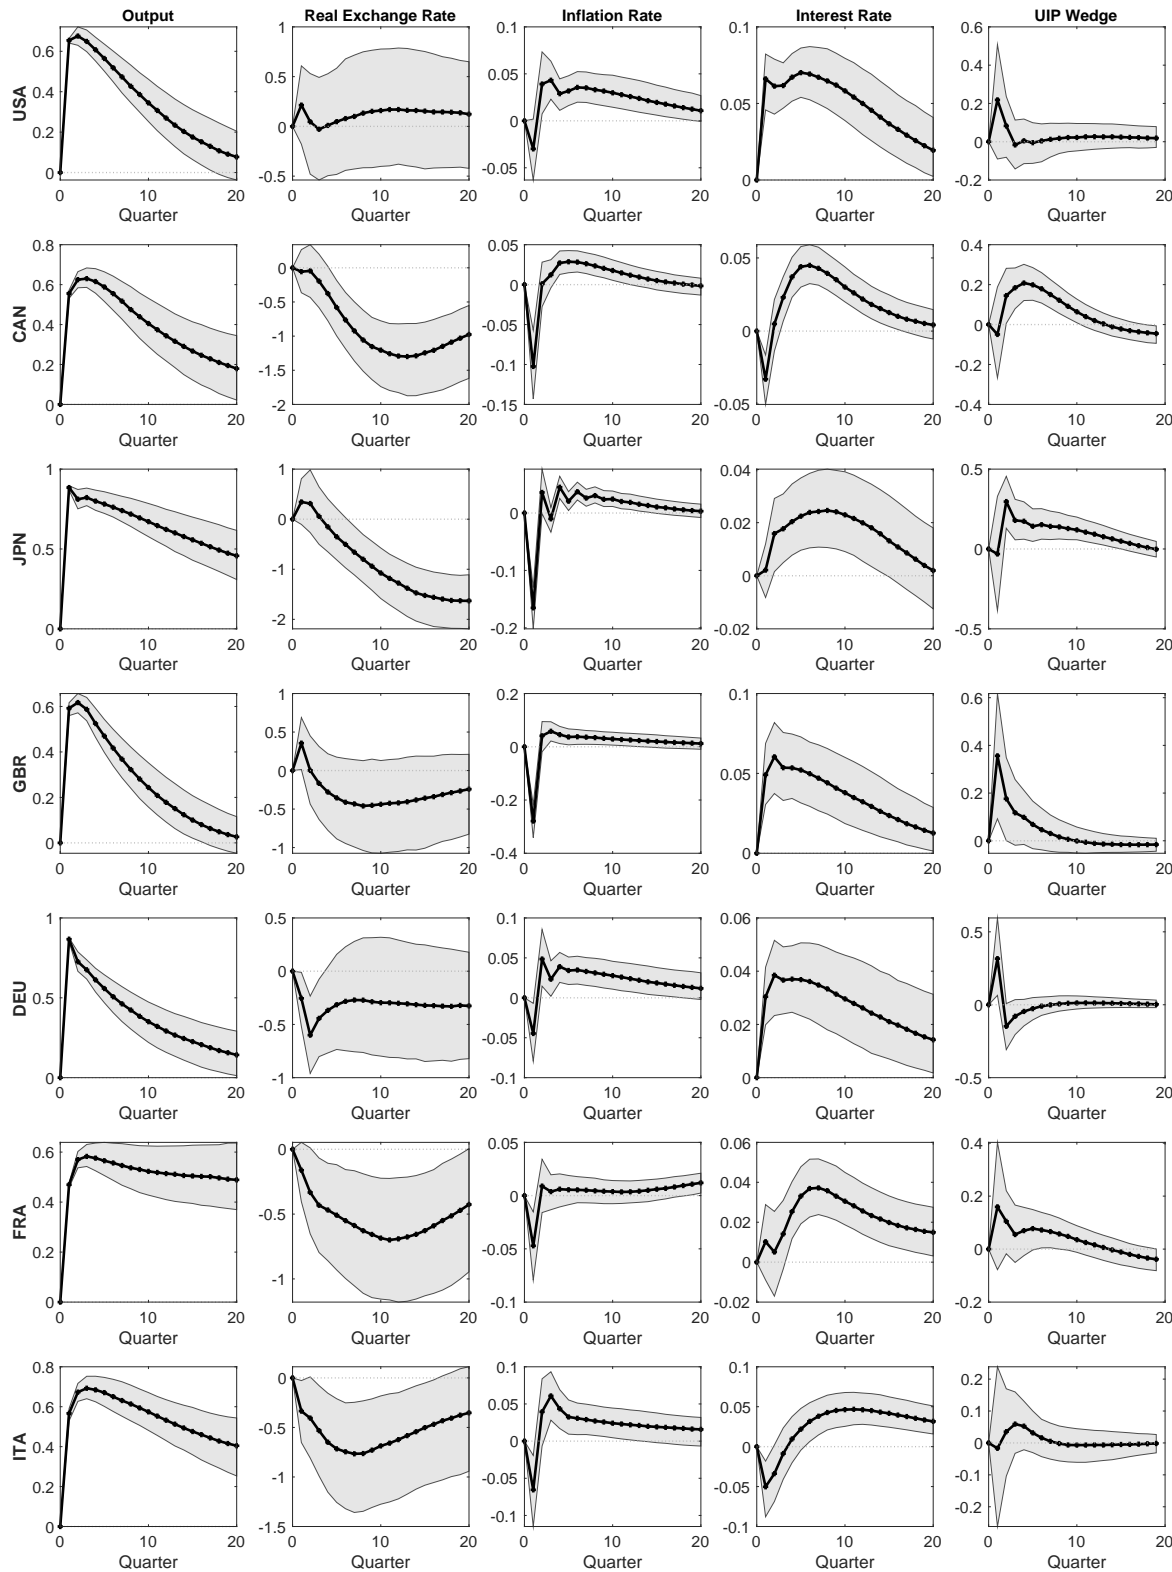 Output Real Exchange Rate Inflation Rate Interest Rate UIP Wedge
USA
0.6
0.4
0.2
0
0 10 20
Quarter
1
0.5
0
-0.5
0 10 20
Quarter
0.1
0.05
0
-0.05
0 10 20
Quarter
0.1
0.05
0
0 10 20
Quarter
0.6
0.4
0.2
0
-0.2
0 10 20
Quarter
CAN
0.8
0.6
0.4
0.2
0
0 10 20
Quarter
0
-0.5
-1
-1.5
-2
0 10 20
Quarter
0.05
0
-0.05
-0.1
-0.15
0 10 20
Quarter
0.05
0
-0.05
0 10 20
Quarter
0.4
0.2
0
-0.2
-0.4
0 10 20
Quarter
JPN
1
0.5
0
0 10 20
Quarter
1
0
-1
-2
0 10 20
Quarter
0
-0.1
-0.2
0 10 20
Quarter
0.04
0.02
0
-0.02
0 10 20
Quarter
0.5
0
-0.5
0 10 20
Quarter
GBR
0.6
0.4
0.2
0
0 10 20
Quarter
1
0.5
0
-0.5
-1
0 10 20
Quarter
0.2
0
-0.2
-0.4
0 10 20
Quarter
0.1
0.05
0
0 10 20
Quarter
0.6
0.4
0.2
0
0 10 20
Quarter
DEU
1
0.5
0
0 10 20
Quarter
0.5
0
-0.5
-1
0 10 20
Quarter
0.1
0.05
0
-0.05
-0.1
0 10 20
Quarter
0.06
0.04
0.02
0
0 10 20
Quarter
0.5
0
-0.5
0 10 20
Quarter
FRA
0.6
0.4
0.2
0
0 10 20
Quarter
0
-0.5
-1
0 10 20
Quarter
0.05
0
-0.05
-0.1
0 10 20
Quarter
0.06
0.04
0.02
0
-0.02
0 10 20
Quarter
0.4
0.2
0
-0.2
0 10 20
Quarter
ITA
0.8
0.6
0.4
0.2
0
0 10 20
Quarter
0
-0.5
-1
-1.5
0 10 20
Quarter
0.1
0.05
0
-0.05
-0.1
0 10 20
Quarter
0.1
0.05
0
-0.05
-0.1
0 10 20
Quarter
0.2
0.1
0
-0.1
-0.2
0 10 20
Quarter